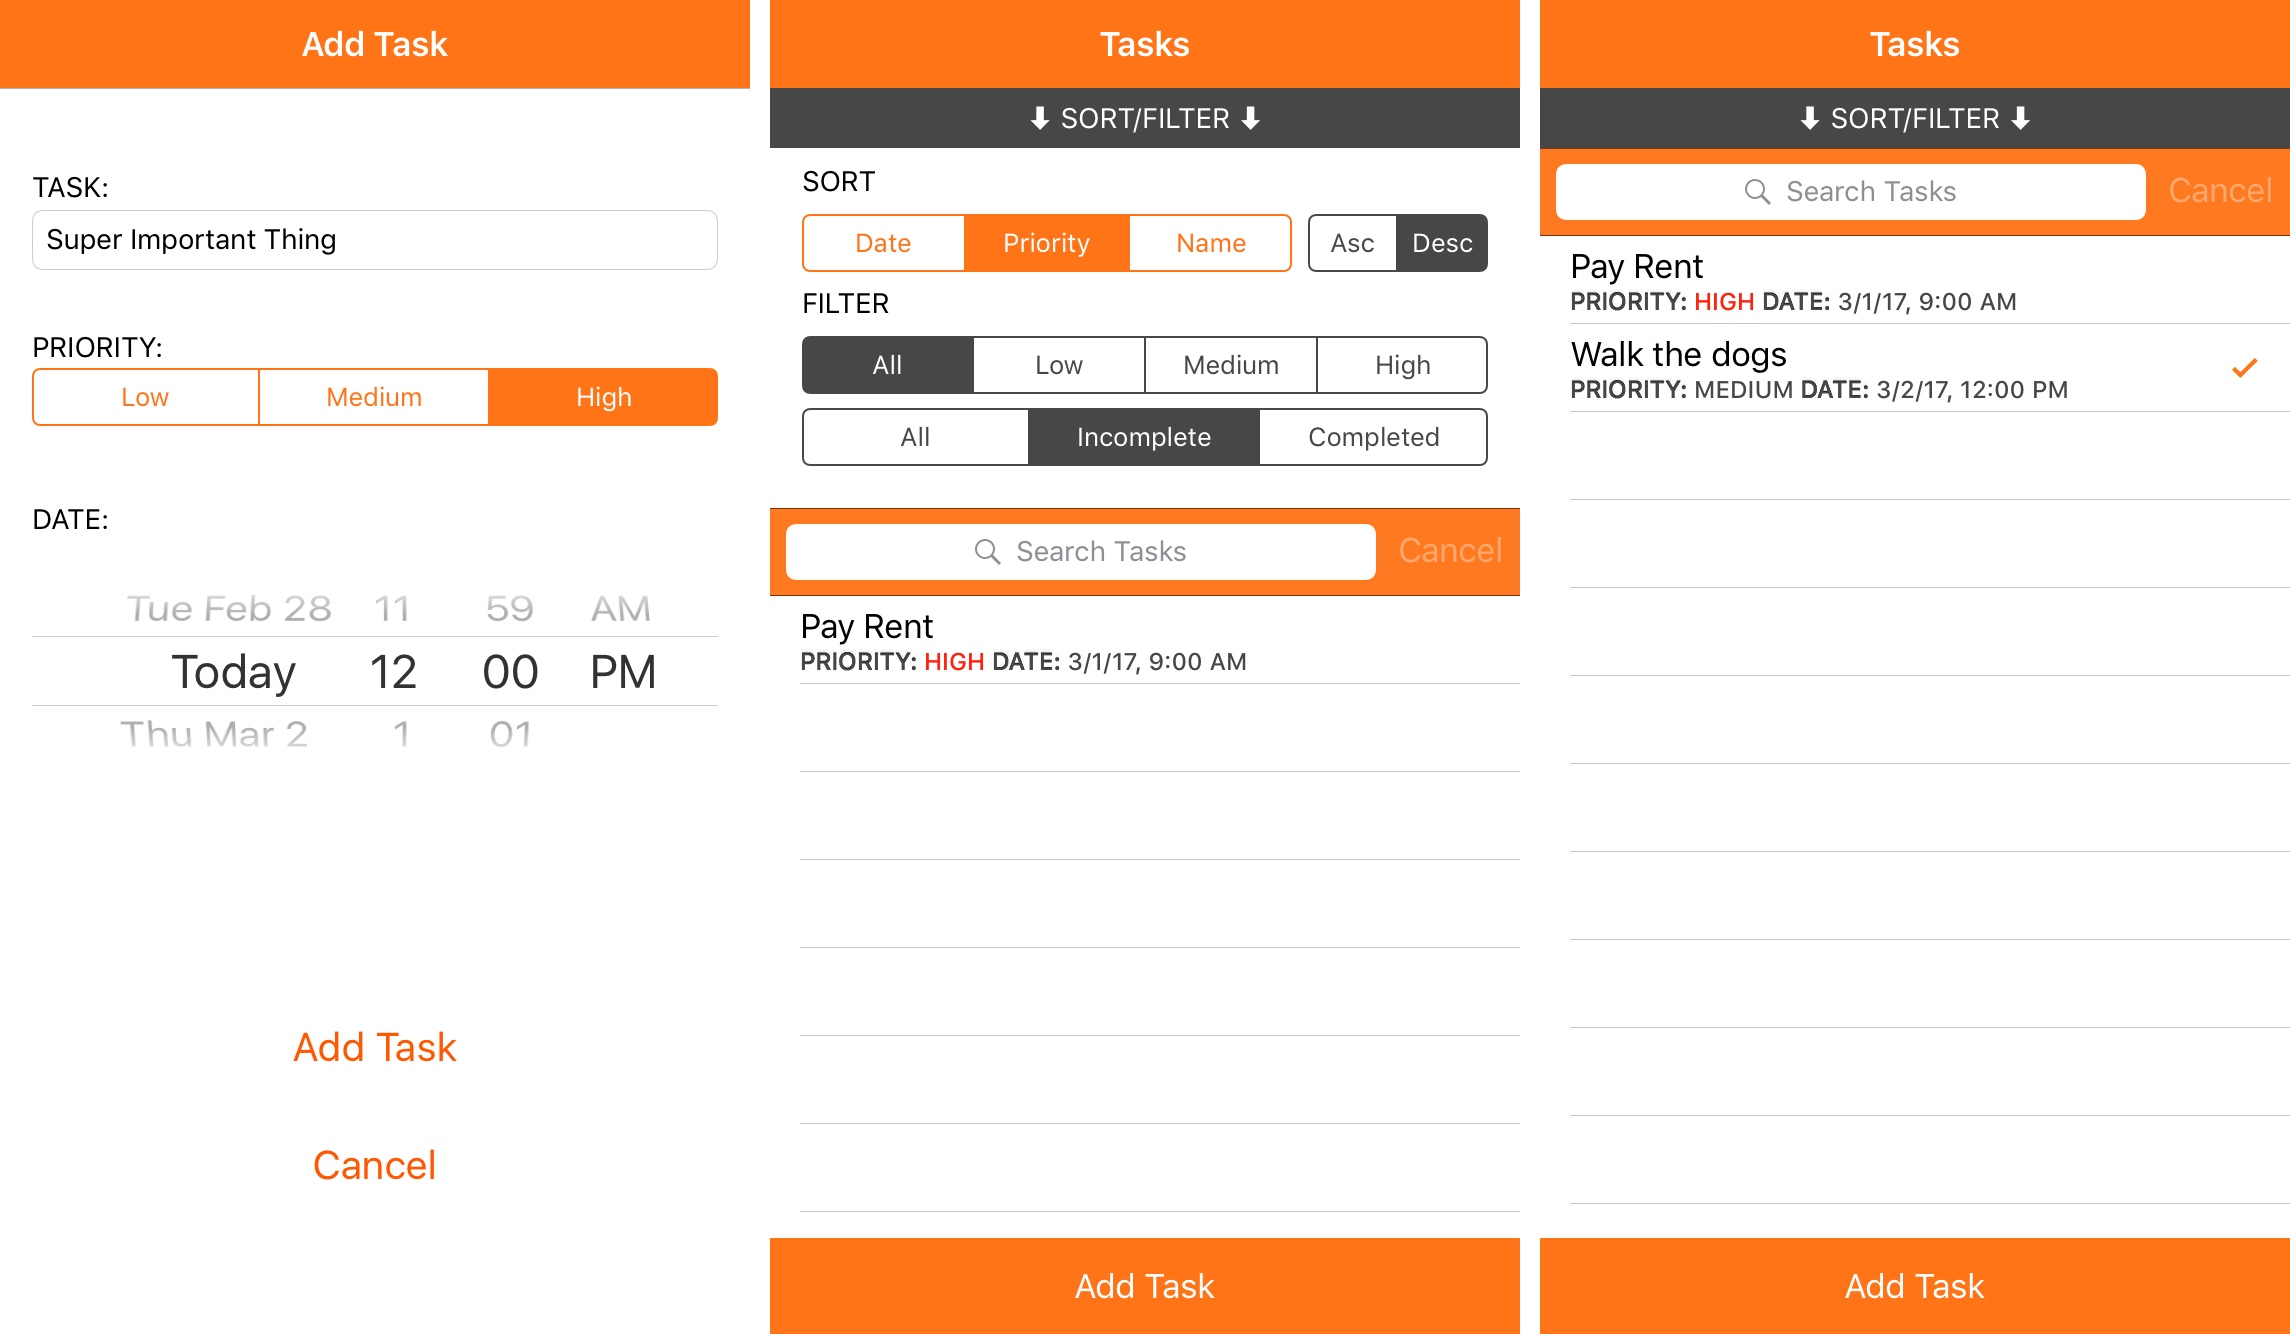 Add Task
TASK:
Super Important Thing
PRIORITY:
Low Medium High
DATE:
Tue Feb 28 11 59 AM
Today 12 00 PM
Thu Mar 2 1 01
Add Task
Cancel
Tasks
⬇ SORT/FILTER ⬇
SORT
Date Priority Name Asc Desc
FILTER
All Low Medium High
All Incomplete Completed
Search Tasks Cancel
Pay Rent
PRIORITY: HIGH DATE: 3/1/17, 9:00 AM
Add Task
Tasks
⬇ SORT/FILTER ⬇
Search Tasks Cancel
Pay Rent
PRIORITY: HIGH DATE: 3/1/17, 9:00 AM
Walk the dogs
PRIORITY: MEDIUM DATE: 3/2/17, 12:00 PM
Add Task